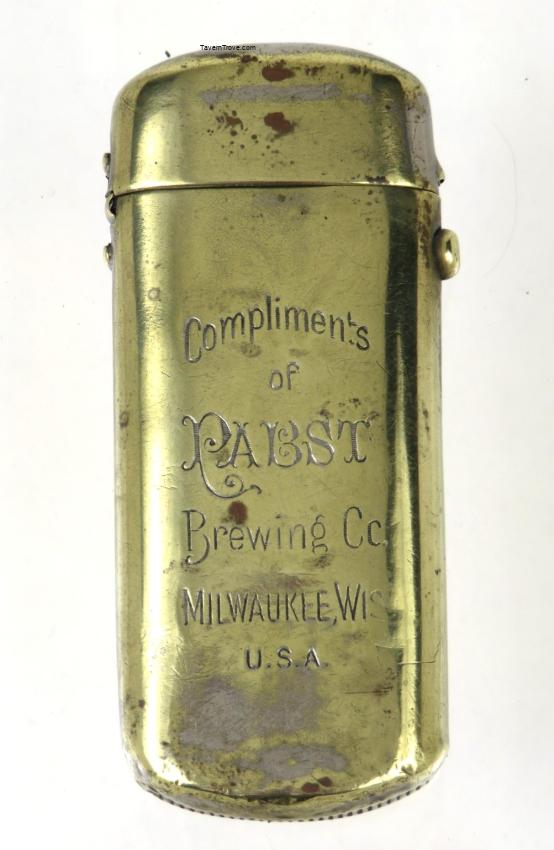 TavernTrove.com
Compliments
of
PABST
Brewing Co.
MILWAUKEE, WIS
U.S.A.